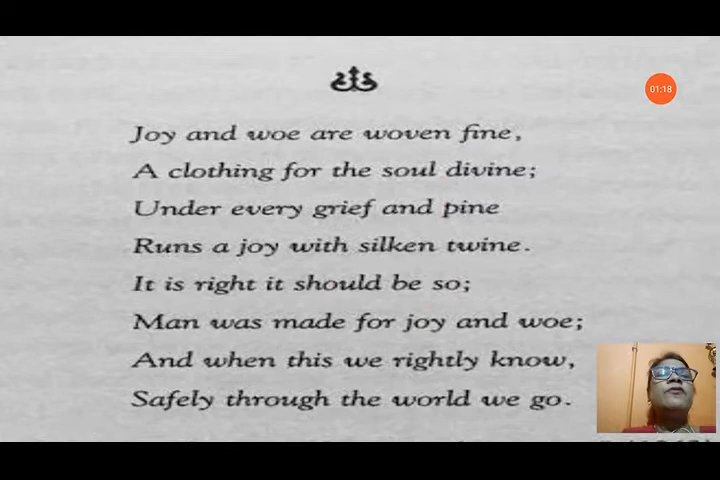 01:18
Joy and woe are woven fine,
A clothing for the soul divine;
Under every grief and pine
Runs a joy with silken twine.
It is right it should be so;
Man was made for joy and woe;
And when this we rightly know,
Safely through the world we go.